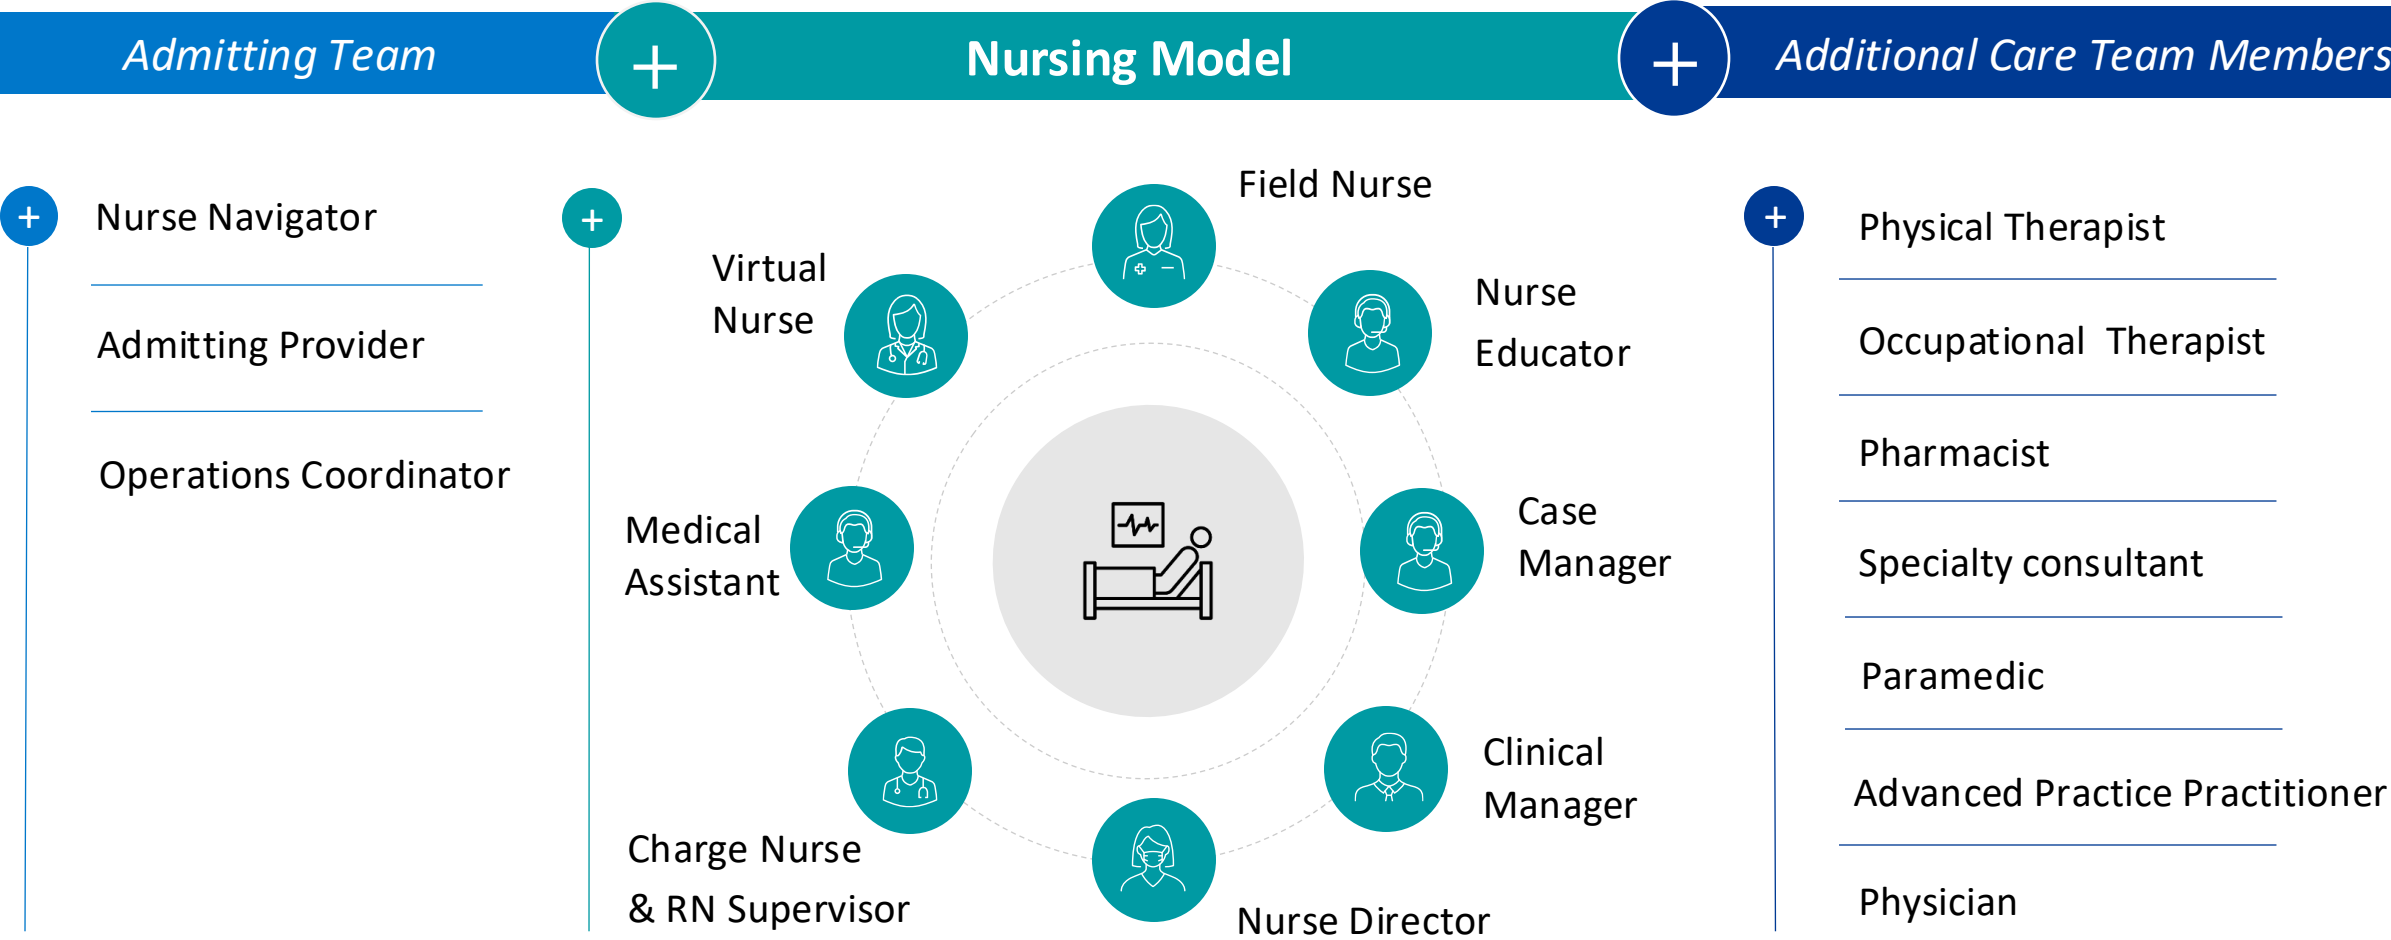 Admitting Team
+
Nursing Model
+
Additional Care Team Members
+
Nurse Navigator
Admitting Provider
Operations Coordinator
+
Field Nurse
Virtual
Nurse
Nurse
Educator
Medical
Assistant
Case
Manager
Clinical
Manager
Charge Nurse
& RN Supervisor
Nurse Director
+
Physical Therapist
Occupational  Therapist
Pharmacist
Specialty consultant
Paramedic
Advanced Practice Practitioner
Physician